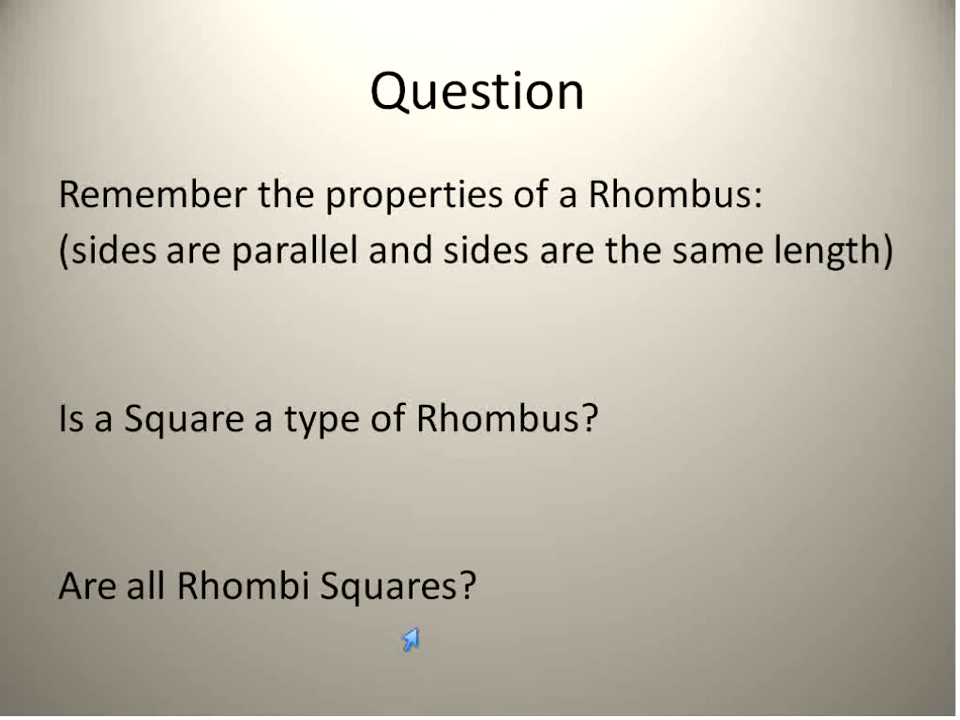 Question
Remember the properties of a Rhombus:
(sides are parallel and sides are the same length)
Is a Square a type of Rhombus?
Are all Rhombi Squares?